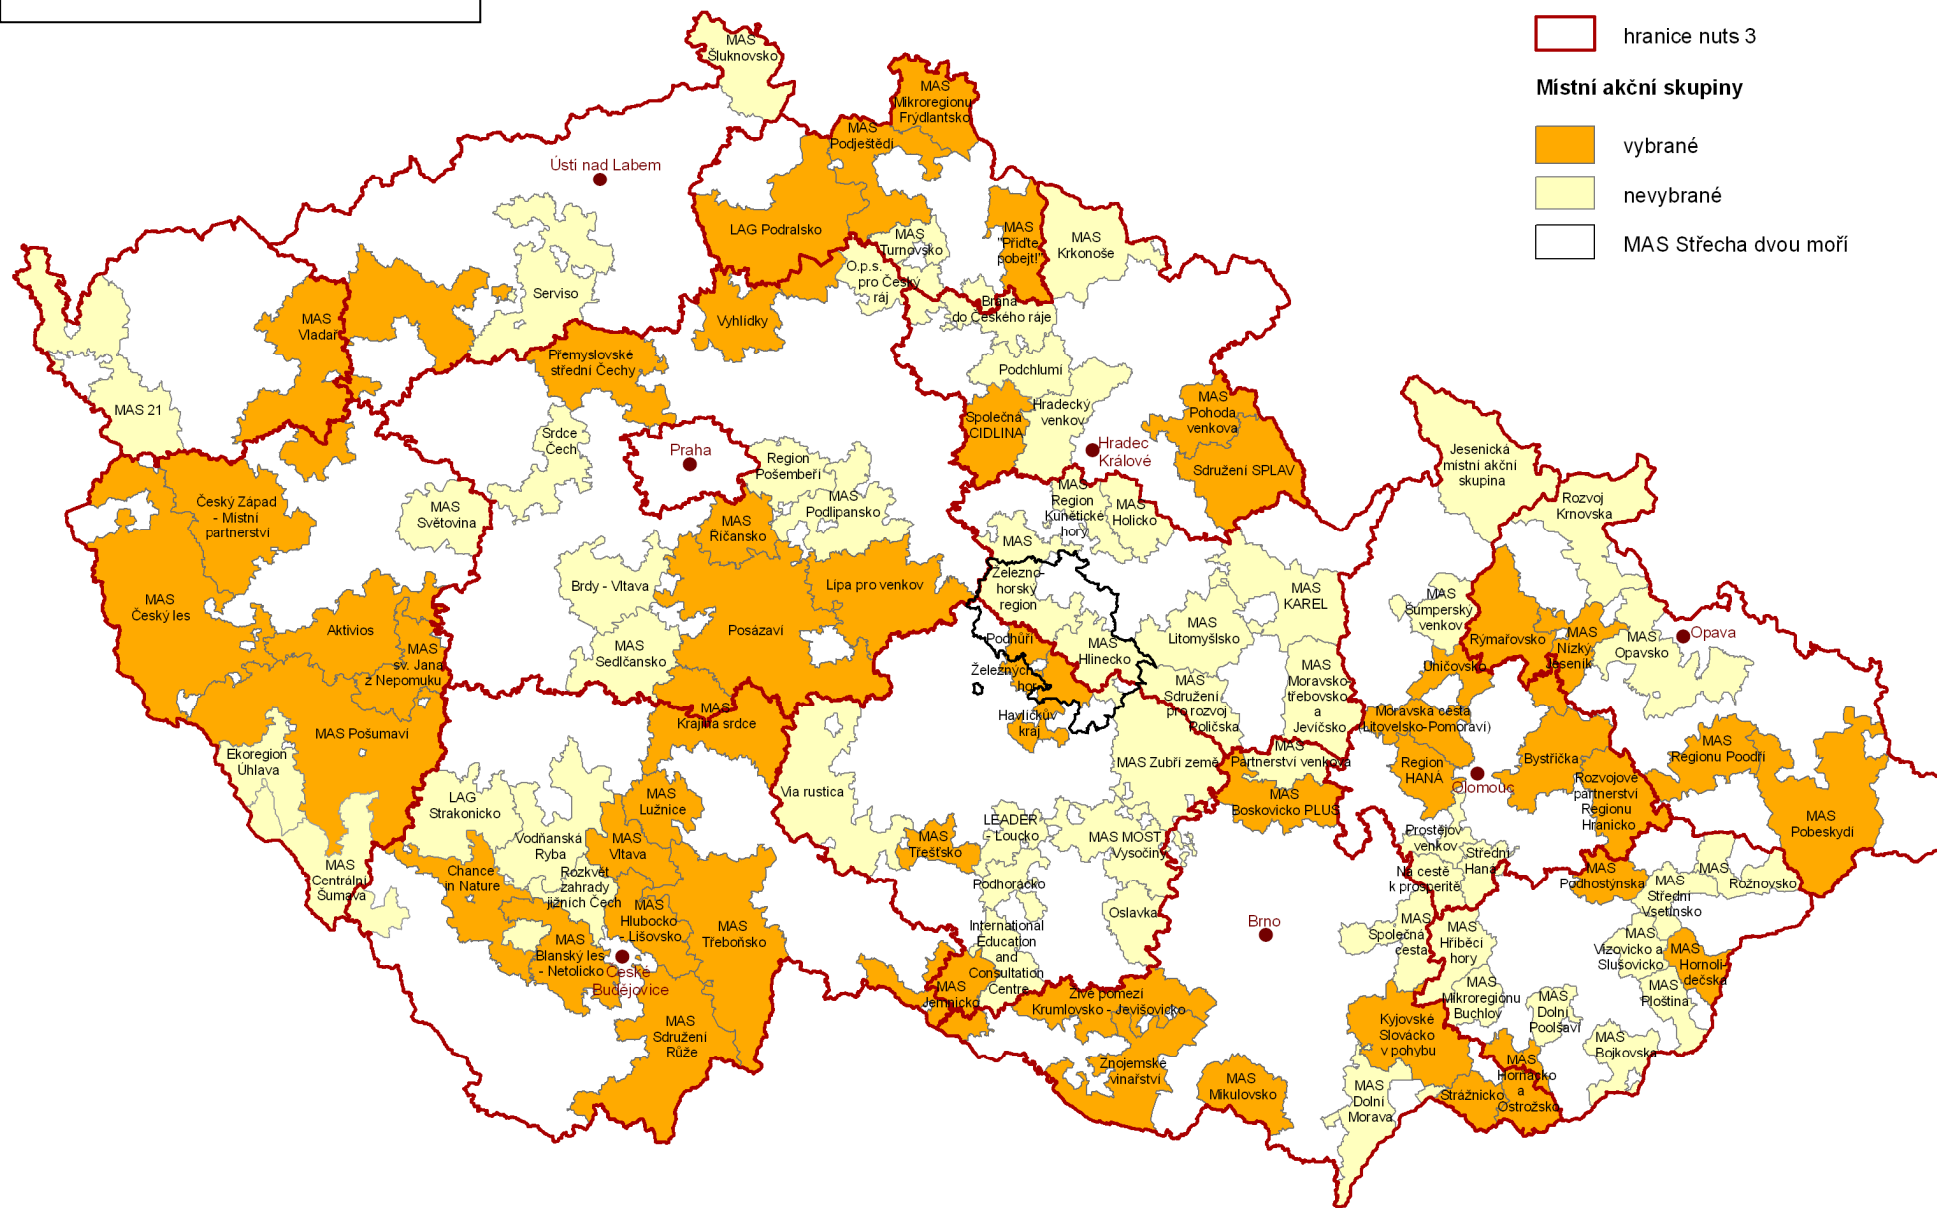 hranice nuts 3
Místní akční skupiny
vybrané
nevybrané
MAS Střecha dvou moří
MAS
Šluknovsko
MAS
Mikroregionu
Frýdlantsko
MAS
Podještědí
Ústí nad Labem
LAG Podralsko
MAS
Turnovsko
MAS
"Přiďte
pobejt!"
MAS
Krkonoše
O.p.s.
pro Český
ráj
Serviso
MAS
Vladař
Vyhlídky
Brána
do Českého ráje
Přemyslovské
střední Čechy
Podchlumí
MAS 21
Společná
CIDLINA
Hradecký
venkov
MAS
Pohoda
venkova
Srdce
Čech
Praha
Hradec
Králové
Region
Pošembeří
Sdružení SPLAV
Jesenická
místní akční
skupina
Český Západ
- Místní
partnerství
MAS
Světovina
MAS
Podlipansko
MAS
Region
Kunětické
hory
MAS
Holicko
Rozvoj
Krnovska
MAS
Říčansko
MAS
Železno-
horský
region
Brdy - Vltava
Lípa pro venkov
MAS
KAREL
MAS
Šumperský
venkov
MAS
Český les
Aktivios
Posázaví
Podhůří
Železných
hor
MAS
Hlinecko
MAS
Litomyšlsko
Rýmařovsko
MAS
Nízký
Jeseník
MAS
Opavsko
Opava
MAS
sv. Jana
z Nepomuku
MAS
Sedlčansko
MAS
Moravsko-
třebovsko
a
Jevíčsko
Uničovsko
MAS
Sdružení
pro rozvoj
Poličska
MAS
Krajina srdce
Havlíčkův
kraj
Moravská cesta
(Litovelsko-Pomoraví)
MAS Pošumaví
Ekoregion
Úhlava
MAS Zubří země
MAS
Partnerství venkova
Region
HANÁ
Bystřička
MAS
Regionu Poodří
Olomouc
Rozvojové
partnerství
Regionu
Hranicko
Via rustica
LAG
Strakonicko
MAS
Lužnice
MAS
Boskovicko PLUS
MAS
Pobeskydí
LEADER
- Loucko
MAS MOST
Vysočiny
MAS
Třešťsko
Vodňanská
Ryba
MAS
Vltava
Prostějov
venkov
Střední
Haná
Na cestě
k prosperitě
MAS
Podhostýnska
MAS
Rožnovsko
MAS
Střední
Vsetínsko
MAS
Centrální
Šumava
Chance
in Nature
Rozkvět
zahrady
jižních Čech
Podhorácko
MAS
Hlubocko
- Lišovsko
MAS
Třeboňsko
Oslavka
Brno
International
Education
and
Consultation
Centre
MAS
Společná
cesta
MAS
Hříběcí
hory
MAS
Vizovicko a
Slušovicko
MAS
Hornoli-
dečska
MAS
Blanský les
- Netolicko
České
Budějovice
MAS
Jemnicko
Živé pomezí
Krumlovsko - Jevišovicko
MAS
Mikroregionu
Buchlov
MAS
Dolní
Poolšaví
MAS
Ploština
MAS
Sdružení
Růže
Kyjovské
Slovácko
v pohybu
MAS
Bojkovska
Znojemské
vinařství
MAS
Mikulovsko
MAS
Dolní
Morava
Strážnicko
MAS
Horňácko
a
Ostrožsko